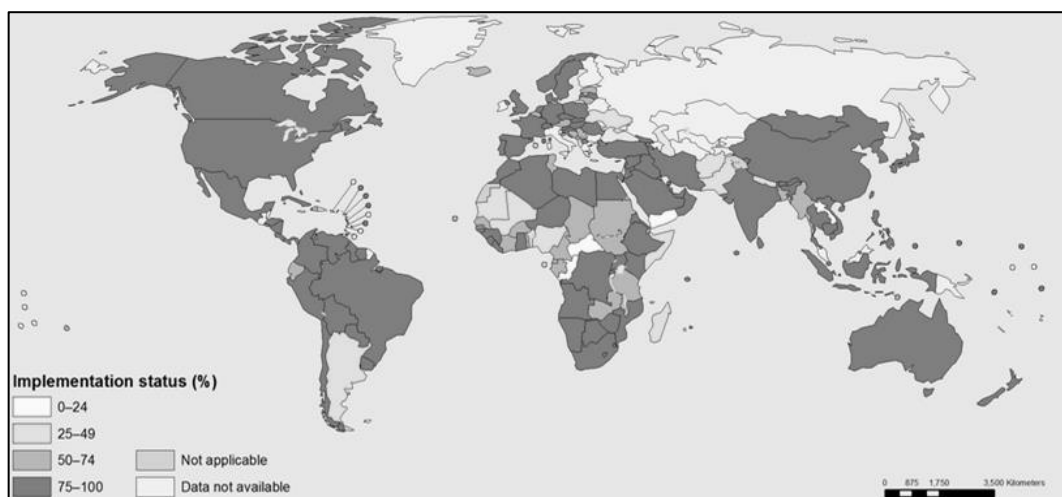 Implementation status (%)
0–24
25–49
50–74
Not applicable
75–100
Data not available
0 875 1,750 3,500 Kilometers